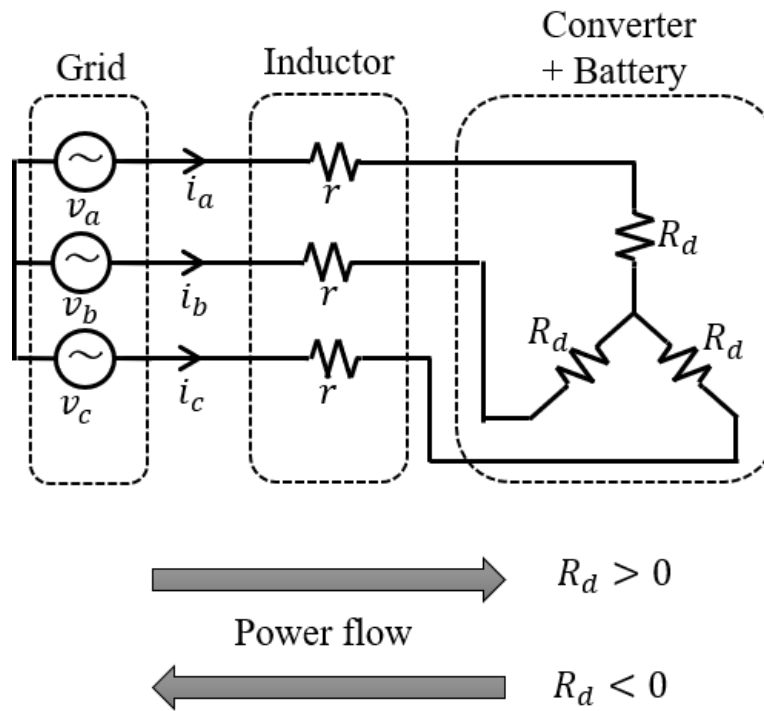 Grid
Inductor
Converter
+ Battery
v_a
i_a
r
R_d
v_b
i_b
r
R_d
R_d
v_c
i_c
r
R_d > 0
Power flow
R_d < 0